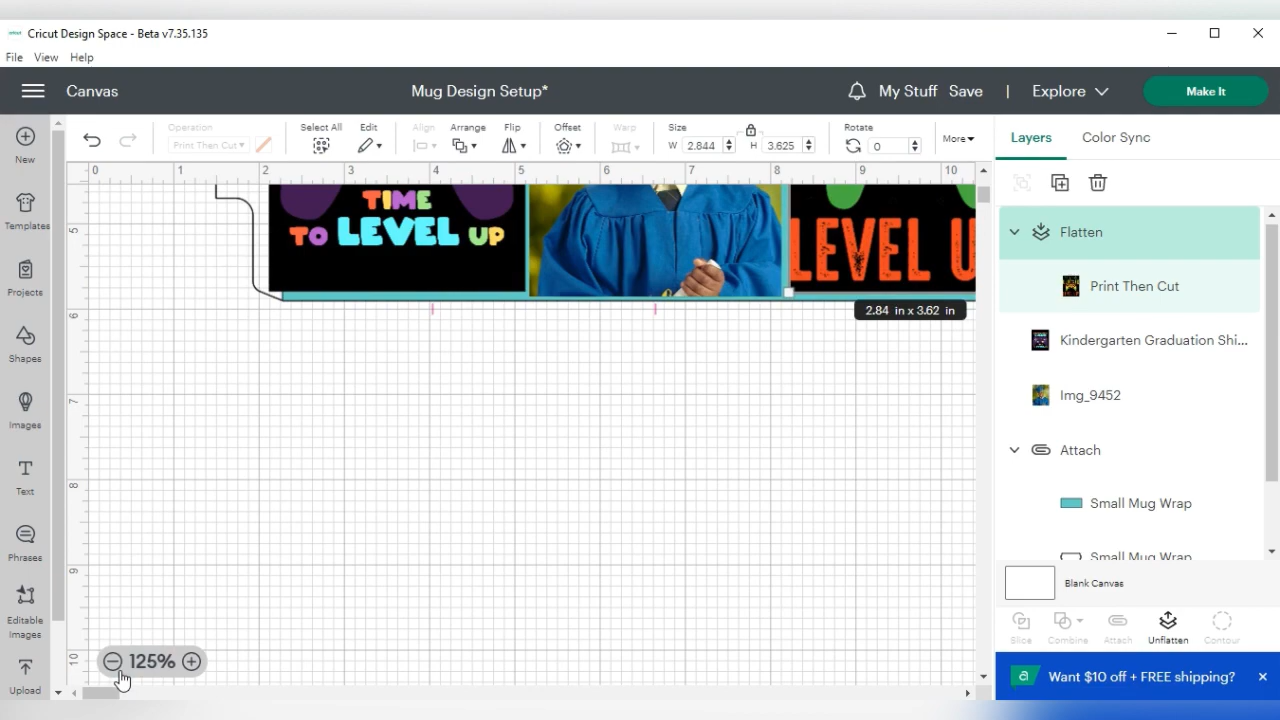 Cricut Design Space - Beta v7.35.135
File View Help
Canvas
Mug Design Setup*
My Stuff Save | Explore
Make It
New
Templates
Projects
Shapes
Images
Text
Phrases
Editable
Images
Upload
Operation
Print Then Cut
Select All
Edit
Align
Arrange
Flip
Offset
Warp
Size
W 2.844
H 3.625
Rotate
0
More
0 1 2 3 4 5 6 7 8 9 10
5
6
7
8
9
10
TIME
TO LEVEL UP
LEVEL U
2.84 in x 3.62 in
125%
Layers
Color Sync
Flatten
Print Then Cut
Kindergarten Graduation Shi...
Img_9452
Attach
Small Mug Wrap
Small Mug Wrap
Blank Canvas
Slice
Combine
Attach
Unflatten
Contour
a Want $10 off + FREE shipping?